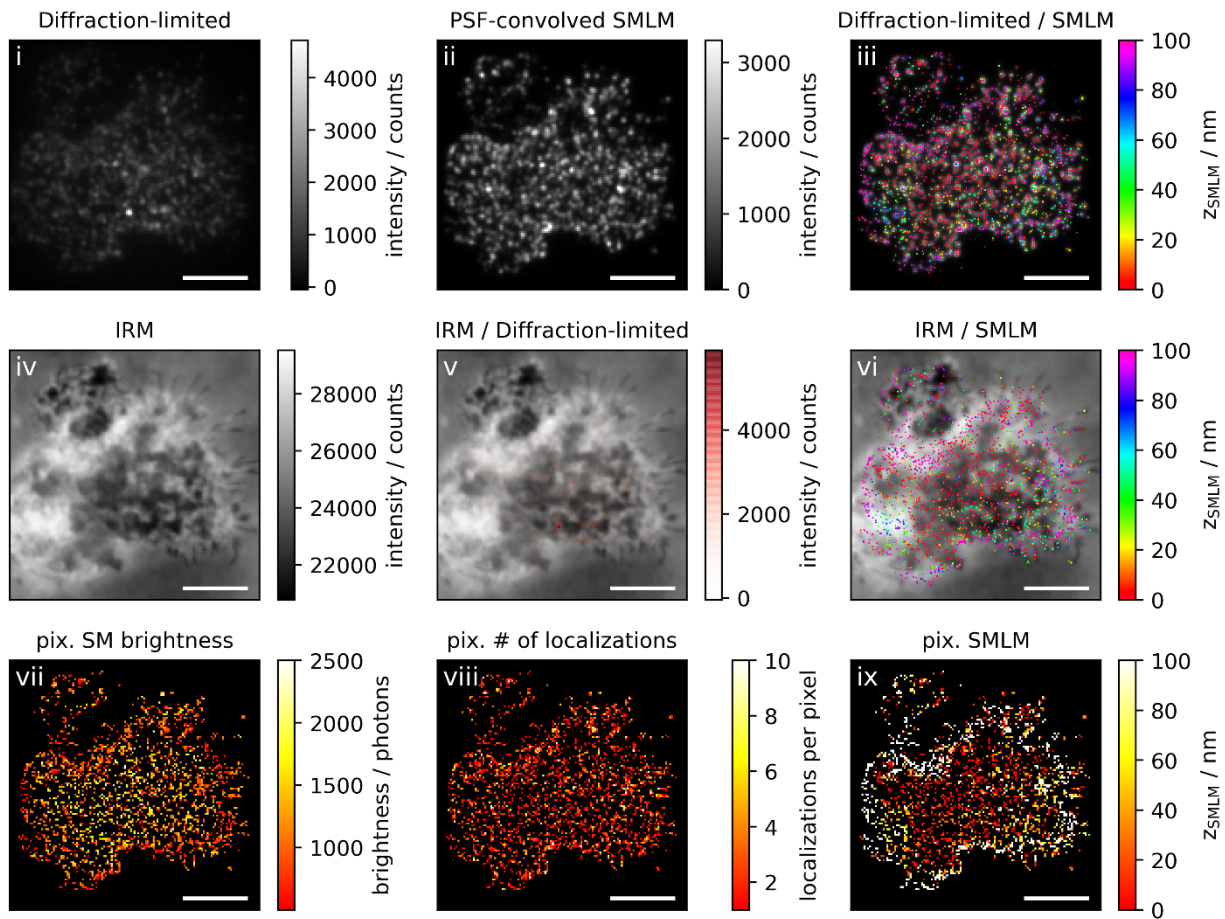 Diffraction-limited
PSF-convolved SMLM
Diffraction-limited / SMLM
i
4000
3000
2000
1000
0
intensity / counts
ii
3000
2000
1000
0
intensity / counts
iii
100
80
60
40
20
0
zSMLM / nm
IRM
IRM / Diffraction-limited
IRM / SMLM
iv
28000
26000
24000
22000
intensity / counts
v
4000
2000
0
intensity / counts
vi
100
80
60
40
20
0
zSMLM / nm
pix. SM brightness
pix. # of localizations
pix. SMLM
vii
2500
2000
1500
1000
brightness / photons
viii
10
8
6
4
2
localizations per pixel
ix
100
80
60
40
20
0
zSMLM / nm